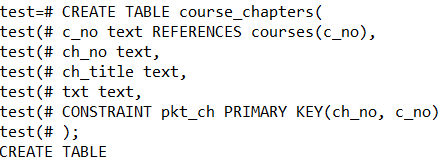 test=# CREATE TABLE course_chapters(
test(# c_no text REFERENCES courses(c_no),
test(# ch_no text,
test(# ch_title text,
test(# txt text,
test(# CONSTRAINT pkt_ch PRIMARY KEY(ch_no, c_no)
test(# );
CREATE TABLE